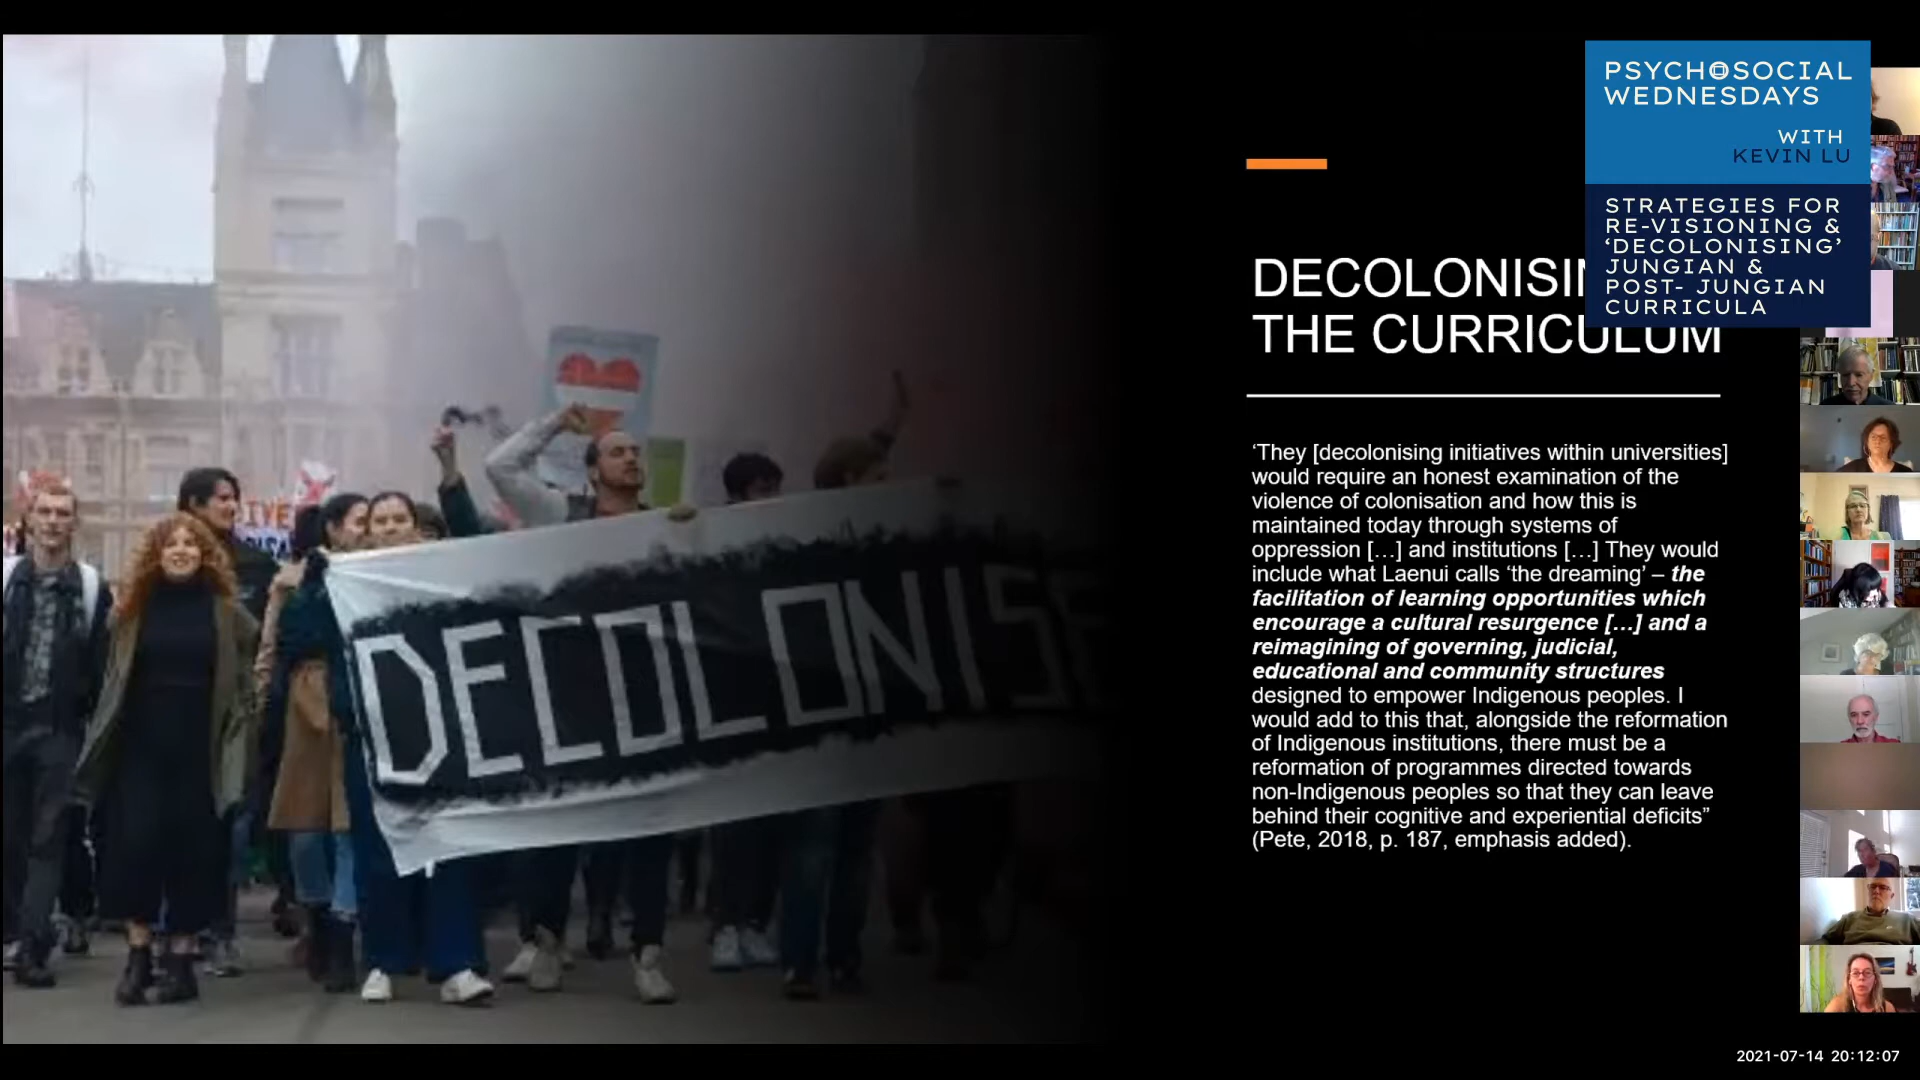 PSYCHOSOCIAL
WEDNESDAYS
WITH
KEVIN LU
STRATEGIES FOR
RE-VISIONING &
‘DECOLONISING’
JUNGIAN &
POST- JUNGIAN
CURRICULA
DECOLONISIN
THE CURRICULUM
‘They [decolonising initiatives within universities]
would require an honest examination of the
violence of colonisation and how this is
maintained today through systems of
oppression […] and institutions […] They would
include what Laenui calls ‘the dreaming’ – the
facilitation of learning opportunities which
encourage a cultural resurgence […] and a
reimagining of governing, judicial,
educational and community structures
designed to empower Indigenous peoples. I
would add to this that, alongside the reformation
of Indigenous institutions, there must be a
reformation of programmes directed towards
non-Indigenous peoples so that they can leave
behind their cognitive and experiential deficits”
(Pete, 2018, p. 187, emphasis added).
DECOLONISE
2021-07-14 20:12:07